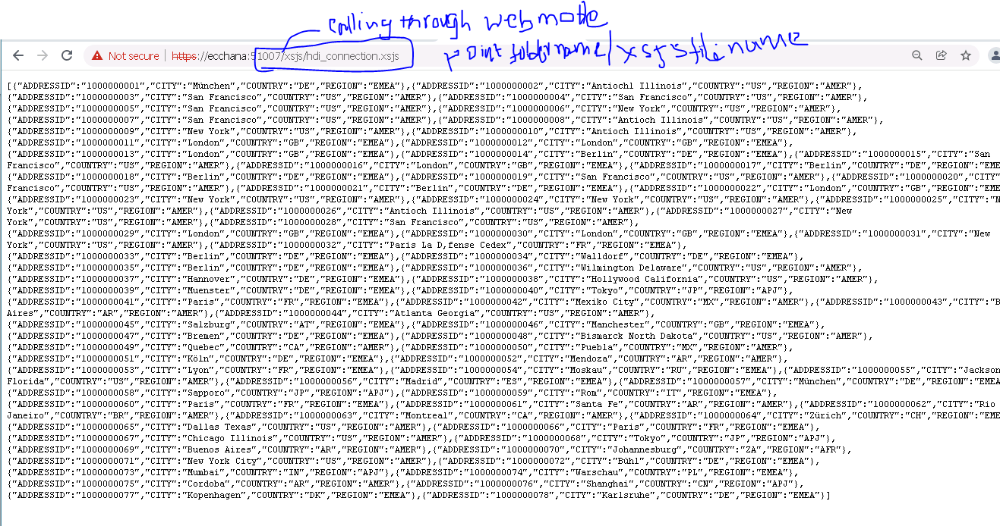 calling through web mode
Point foldername/xsjsfilename
Not secure https://ecchana:51007/xsjs/hdi_connection.xsjs
[{"ADDRESSID":"1000000001","CITY":"München","COUNTRY":"DE","REGION":"EMEA"},{"ADDRESSID":"1000000002","CITY":"Antiochl Illinois","COUNTRY":"US","REGION":"AMER"},
{"ADDRESSID":"1000000003","CITY":"San Francisco","COUNTRY":"US","REGION":"AMER"},{"ADDRESSID":"1000000004","CITY":"San Francisco","COUNTRY":"US","REGION":"AMER"},
{"ADDRESSID":"1000000005","CITY":"San Francisco","COUNTRY":"US","REGION":"AMER"},{"ADDRESSID":"1000000006","CITY":"New York","COUNTRY":"US","REGION":"AMER"},
{"ADDRESSID":"1000000007","CITY":"San Francisco","COUNTRY":"US","REGION":"AMER"},{"ADDRESSID":"1000000008","CITY":"Antioch Illinois","COUNTRY":"US","REGION":"AMER"},
{"ADDRESSID":"1000000009","CITY":"New York","COUNTRY":"US","REGION":"AMER"},{"ADDRESSID":"1000000010","CITY":"Antioch Illinois","COUNTRY":"US","REGION":"AMER"},
{"ADDRESSID":"1000000011","CITY":"London","COUNTRY":"GB","REGION":"EMEA"},{"ADDRESSID":"1000000012","CITY":"London","COUNTRY":"GB","REGION":"EMEA"},
{"ADDRESSID":"1000000013","CITY":"London","COUNTRY":"GB","REGION":"EMEA"},{"ADDRESSID":"1000000014","CITY":"Berlin","COUNTRY":"DE","REGION":"EMEA"},{"ADDRESSID":"1000000015","CITY":"San
Francisco","COUNTRY":"US","REGION":"AMER"},{"ADDRESSID":"1000000016","CITY":"London","COUNTRY":"GB","REGION":"EMEA"},{"ADDRESSID":"1000000017","CITY":"Berlin","COUNTRY":"DE","REGION":"EME
{"ADDRESSID":"1000000018","CITY":"Berlin","COUNTRY":"DE","REGION":"EMEA"},{"ADDRESSID":"1000000019","CITY":"San Francisco","COUNTRY":"US","REGION":"AMER"},{"ADDRESSID":"1000000020","CITY"
Francisco","COUNTRY":"US","REGION":"AMER"},{"ADDRESSID":"1000000021","CITY":"Berlin","COUNTRY":"DE","REGION":"EMEA"},{"ADDRESSID":"1000000022","CITY":"London","COUNTRY":"GB","REGION":"EME
{"ADDRESSID":"1000000023","CITY":"New York","COUNTRY":"US","REGION":"AMER"},{"ADDRESSID":"1000000024","CITY":"New York","COUNTRY":"US","REGION":"AMER"},{"ADDRESSID":"1000000025","CITY":"N
York","COUNTRY":"US","REGION":"AMER"},{"ADDRESSID":"1000000026","CITY":"Antioch Illinois","COUNTRY":"US","REGION":"AMER"},{"ADDRESSID":"1000000027","CITY":"New
York","COUNTRY":"US","REGION":"AMER"},{"ADDRESSID":"1000000028","CITY":"San Francisco","COUNTRY":"US","REGION":"AMER"},
{"ADDRESSID":"1000000029","CITY":"London","COUNTRY":"GB","REGION":"EMEA"},{"ADDRESSID":"1000000030","CITY":"London","COUNTRY":"GB","REGION":"EMEA"},{"ADDRESSID":"1000000031","CITY":"New
York","COUNTRY":"US","REGION":"AMER"},{"ADDRESSID":"1000000032","CITY":"Paris La D,fense Cedex","COUNTRY":"FR","REGION":"EMEA"},
{"ADDRESSID":"1000000033","CITY":"Berlin","COUNTRY":"DE","REGION":"EMEA"},{"ADDRESSID":"1000000034","CITY":"Walldorf","COUNTRY":"DE","REGION":"EMEA"},
{"ADDRESSID":"1000000035","CITY":"Berlin","COUNTRY":"DE","REGION":"EMEA"},{"ADDRESSID":"1000000036","CITY":"Wilmington Delaware","COUNTRY":"US","REGION":"AMER"},
{"ADDRESSID":"1000000037","CITY":"Hannover","COUNTRY":"DE","REGION":"EMEA"},{"ADDRESSID":"1000000038","CITY":"Hollywood California","COUNTRY":"US","REGION":"AMER"},
{"ADDRESSID":"1000000039","CITY":"Muenster","COUNTRY":"DE","REGION":"EMEA"},{"ADDRESSID":"1000000040","CITY":"Tokyo","COUNTRY":"JP","REGION":"APJ"},
{"ADDRESSID":"1000000041","CITY":"Paris","COUNTRY":"FR","REGION":"EMEA"},{"ADDRESSID":"1000000042","CITY":"Mexiko City","COUNTRY":"MX","REGION":"AMER"},{"ADDRESSID":"1000000043","CITY":"B
Aires","COUNTRY":"AR","REGION":"AMER"},{"ADDRESSID":"1000000044","CITY":"Atlanta Georgia","COUNTRY":"US","REGION":"AMER"},
{"ADDRESSID":"1000000045","CITY":"Salzburg","COUNTRY":"AT","REGION":"EMEA"},{"ADDRESSID":"1000000046","CITY":"Manchester","COUNTRY":"GB","REGION":"EMEA"},
{"ADDRESSID":"1000000047","CITY":"Bremen","COUNTRY":"DE","REGION":"EMEA"},{"ADDRESSID":"1000000048","CITY":"Bismarck North Dakota","COUNTRY":"US","REGION":"AMER"},
{"ADDRESSID":"1000000049","CITY":"Quebec","COUNTRY":"CA","REGION":"AMER"},{"ADDRESSID":"1000000050","CITY":"Puebla","COUNTRY":"MX","REGION":"AMER"},
{"ADDRESSID":"1000000051","CITY":"Köln","COUNTRY":"DE","REGION":"EMEA"},{"ADDRESSID":"1000000052","CITY":"Mendoza","COUNTRY":"AR","REGION":"AMER"},
{"ADDRESSID":"1000000053","CITY":"Lyon","COUNTRY":"FR","REGION":"EMEA"},{"ADDRESSID":"1000000054","CITY":"Moskau","COUNTRY":"RU","REGION":"EMEA"},{"ADDRESSID":"1000000055","CITY":"Jackson
Florida","COUNTRY":"US","REGION":"AMER"},{"ADDRESSID":"1000000056","CITY":"Madrid","COUNTRY":"ES","REGION":"EMEA"},{"ADDRESSID":"1000000057","CITY":"München","COUNTRY":"DE","REGION":"EMEA
{"ADDRESSID":"1000000058","CITY":"Sapporo","COUNTRY":"JP","REGION":"APJ"},{"ADDRESSID":"1000000059","CITY":"Rom","COUNTRY":"IT","REGION":"EMEA"},
{"ADDRESSID":"1000000060","CITY":"Paris","COUNTRY":"FR","REGION":"EMEA"},{"ADDRESSID":"1000000061","CITY":"Santa Fe","COUNTRY":"AR","REGION":"AMER"},{"ADDRESSID":"1000000062","CITY":"Rio
Janeiro","COUNTRY":"BR","REGION":"AMER"},{"ADDRESSID":"1000000063","CITY":"Montreal","COUNTRY":"CA","REGION":"AMER"},{"ADDRESSID":"1000000064","CITY":"Zürich","COUNTRY":"CH","REGION":"EME
{"ADDRESSID":"1000000065","CITY":"Dallas Texas","COUNTRY":"US","REGION":"AMER"},{"ADDRESSID":"1000000066","CITY":"Paris","COUNTRY":"FR","REGION":"EMEA"},
{"ADDRESSID":"1000000067","CITY":"Chicago Illinois","COUNTRY":"US","REGION":"AMER"},{"ADDRESSID":"1000000068","CITY":"Tokyo","COUNTRY":"JP","REGION":"APJ"},
{"ADDRESSID":"1000000069","CITY":"Buenos Aires","COUNTRY":"AR","REGION":"AMER"},{"ADDRESSID":"1000000070","CITY":"Johannesburg","COUNTRY":"ZA","REGION":"AFR"},
{"ADDRESSID":"1000000071","CITY":"New York City","COUNTRY":"US","REGION":"AMER"},{"ADDRESSID":"1000000072","CITY":"Bühl","COUNTRY":"DE","REGION":"EMEA"},
{"ADDRESSID":"1000000073","CITY":"Mumbai","COUNTRY":"IN","REGION":"APJ"},{"ADDRESSID":"1000000074","CITY":"Warschau","COUNTRY":"PL","REGION":"EMEA"},
{"ADDRESSID":"1000000075","CITY":"Cordoba","COUNTRY":"AR","REGION":"AMER"},{"ADDRESSID":"1000000076","CITY":"Shanghai","COUNTRY":"CN","REGION":"APJ"},
{"ADDRESSID":"1000000077","CITY":"Kopenhagen","COUNTRY":"DK","REGION":"EMEA"},{"ADDRESSID":"1000000078","CITY":"Karlsruhe","COUNTRY":"DE","REGION":"EMEA"}]